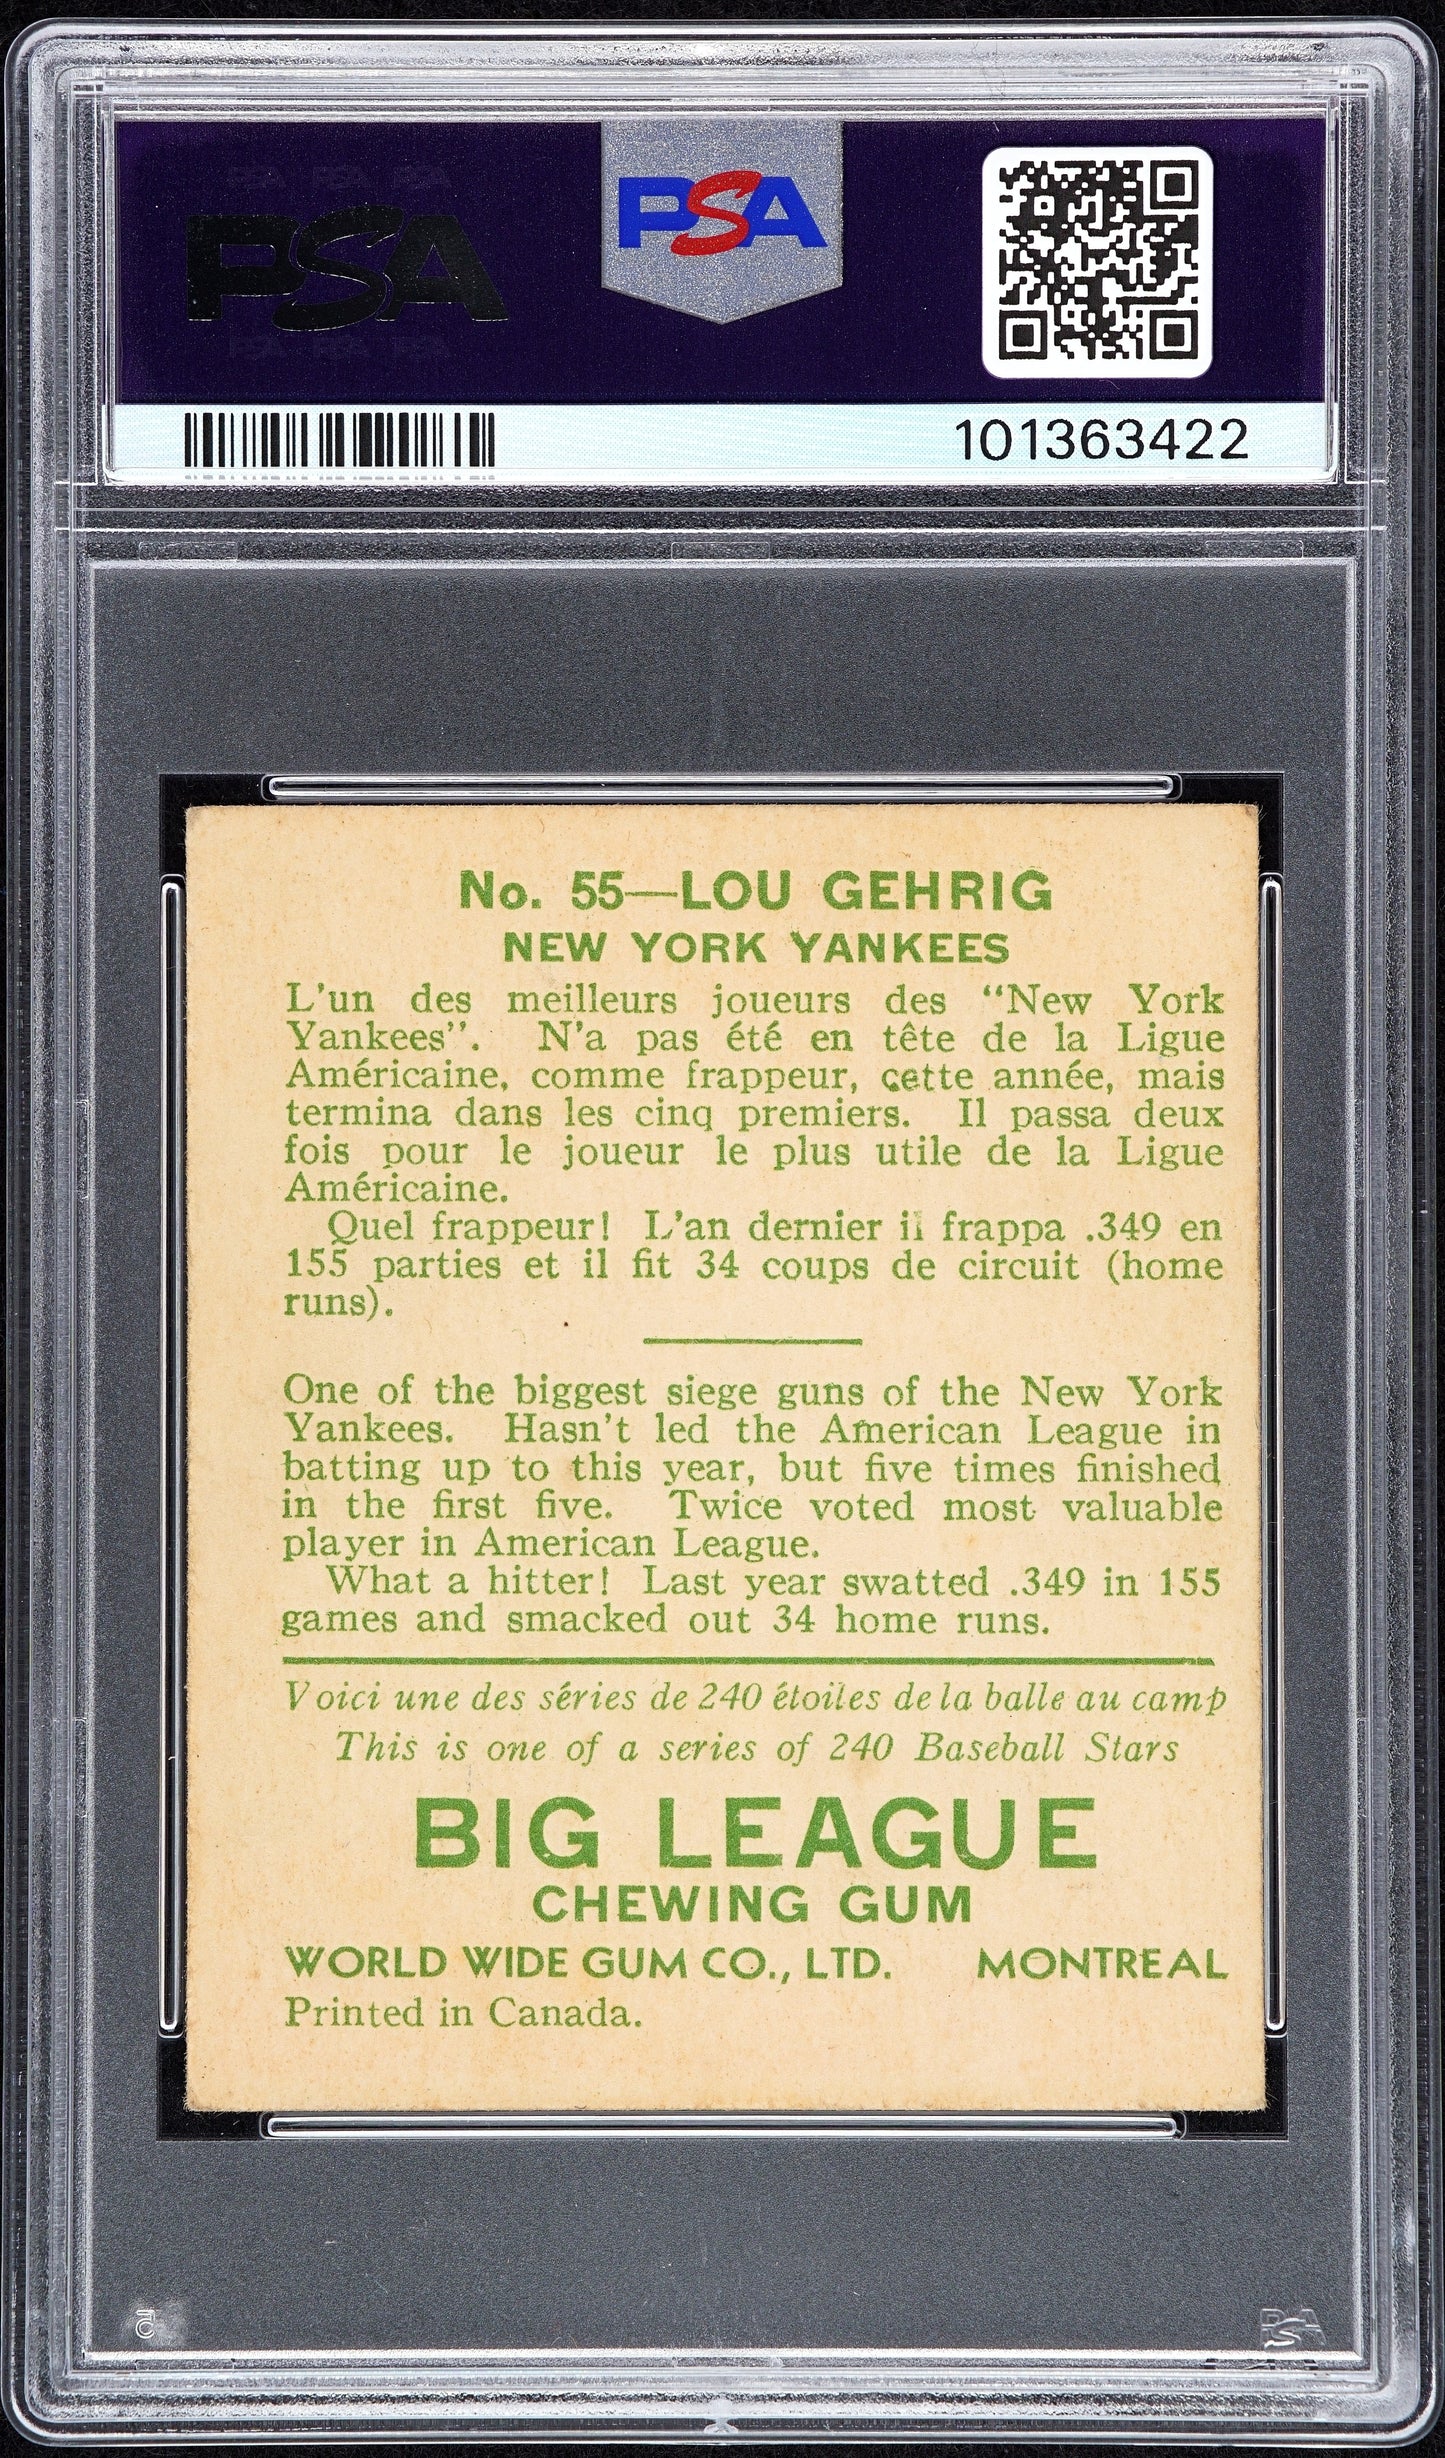 PSA
PSA
101363422
No. 55—LOU GEHRIG
NEW YORK YANKEES
L'un des meilleurs joueurs des "New York
Yankees". N'a pas été en tête de la Ligue
Américaine, comme frappeur, cette année, mais
termina dans les cinq premiers. Il passa deux
fois pour le joueur le plus utile de la Ligue
Américaine.
Quel frappeur! L'an dernier il frappa .349 en
155 parties et il fit 34 coups de circuit (home
runs).
One of the biggest siege guns of the New York
Yankees. Hasn't led the American League in
batting up to this year, but five times finished
in the first five. Twice voted most valuable
player in American League.
What a hitter! Last year swatted .349 in 155
games and smacked out 34 home runs.
Voici une des séries de 240 étoiles de la balle au camp
This is one of a series of 240 Baseball Stars
BIG LEAGUE
CHEWING GUM
WORLD WIDE GUM CO., LTD. MONTREAL
Printed in Canada.
PSA